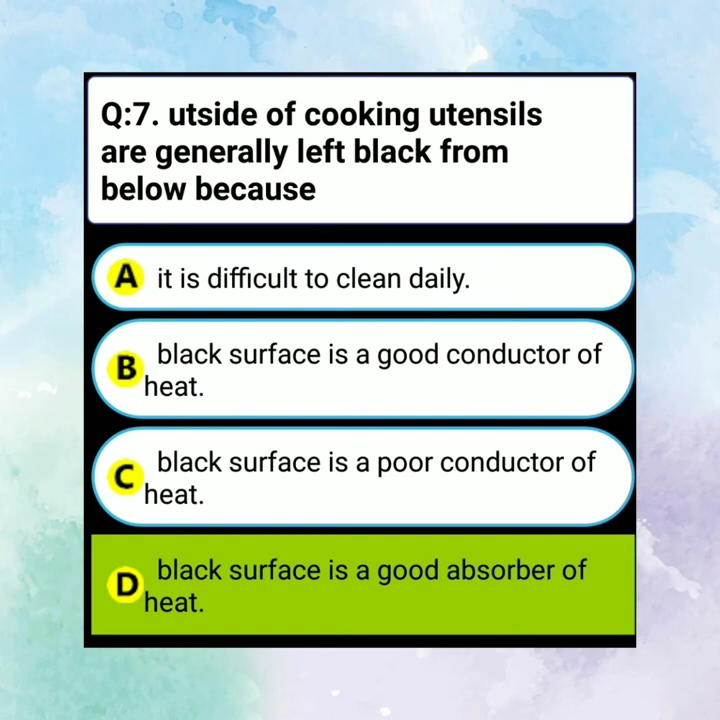 Q:7. utside of cooking utensils
are generally left black from
below because
A it is difficult to clean daily.
B black surface is a good conductor of
heat.
C black surface is a poor conductor of
heat.
D black surface is a good absorber of
heat.